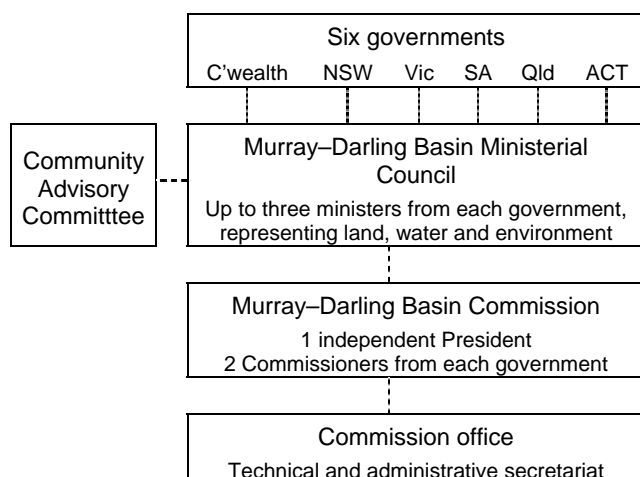 Six governments
C'wealth NSW Vic SA Qld ACT
Community
Advisory
Committtee
Murray–Darling Basin Ministerial
Council
Up to three ministers from each government,
representing land, water and environment
Murray–Darling Basin Commission
1 independent President
2 Commissioners from each government
Commission office
Technical and administrative secretariat